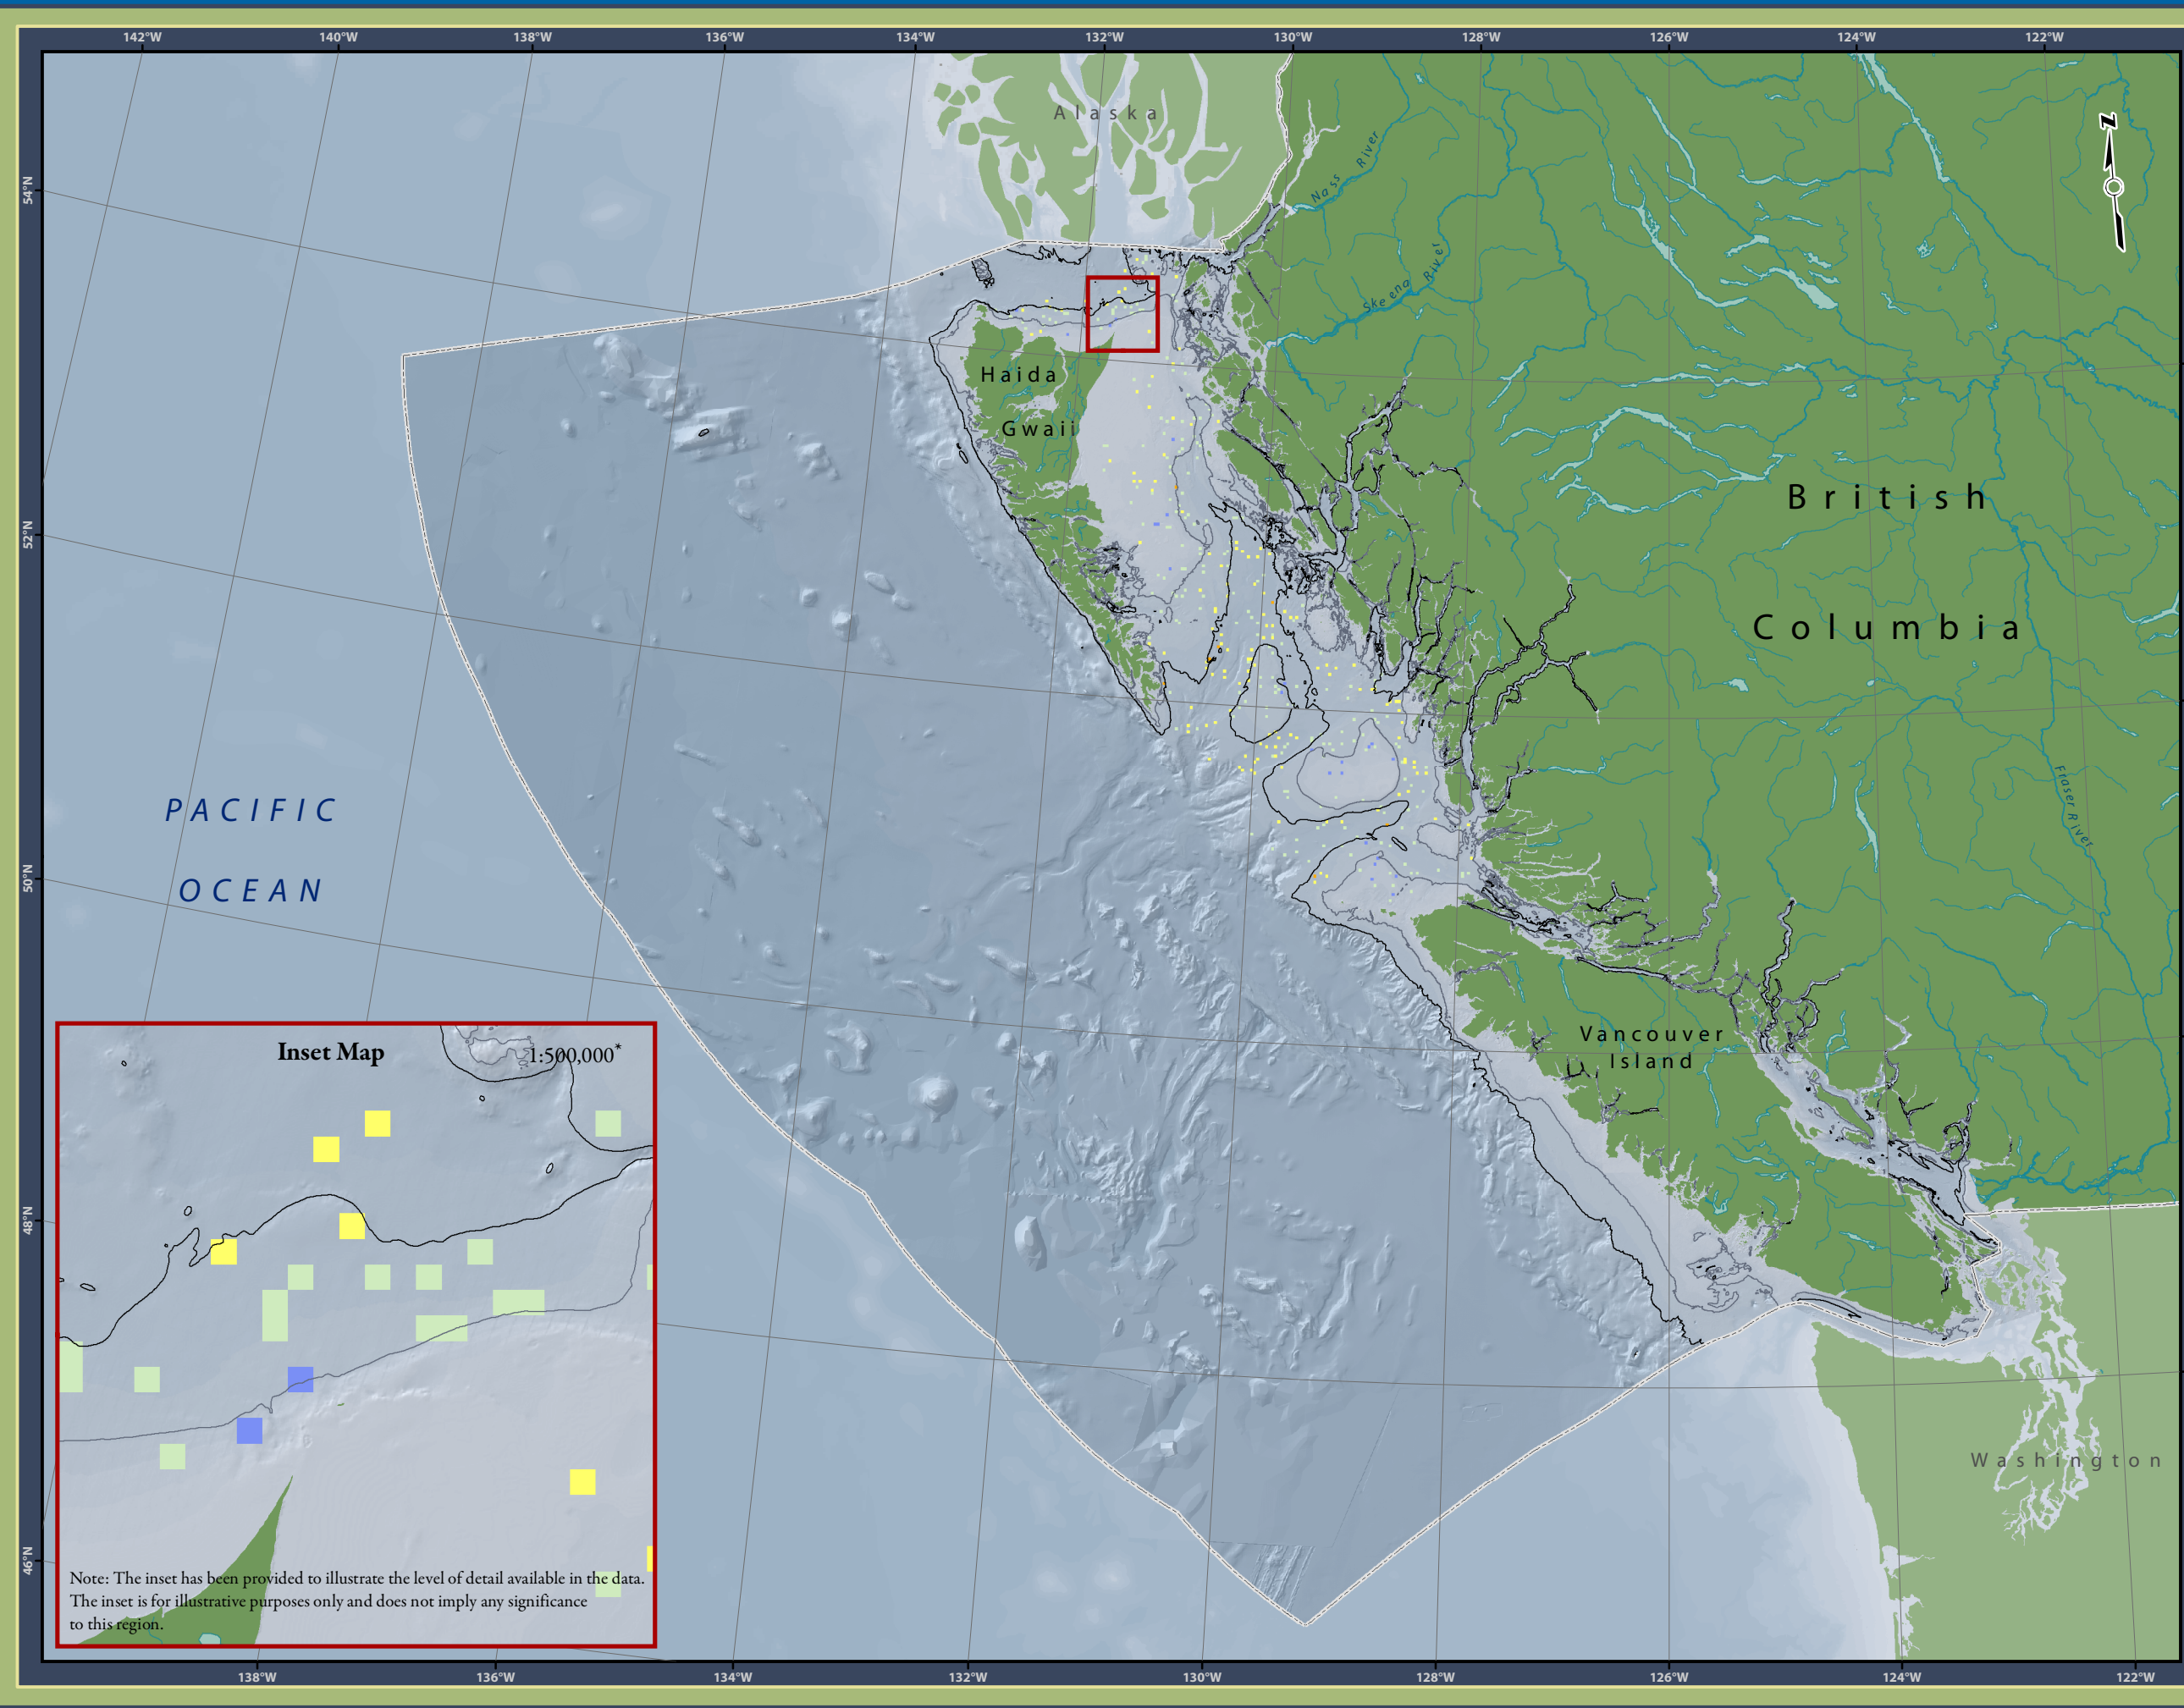 142°W 140°W 138°W 136°W 134°W 132°W 130°W 128°W 126°W 124°W 122°W
Alaska
N
Nass River
54°N
Skeena River
Haida
Gwaii
British
52°N
Columbia
PACIFIC
Fraser River
OCEAN
50°N
Vancouver
Island
Inset Map
1:500,000*
48°N
Washington
46°N
Note: The inset has been provided to illustrate the level of detail available in the data.
The inset is for illustrative purposes only and does not imply any significance
to this region.
138°W 136°W 134°W 132°W 130°W 128°W 126°W 124°W 122°W